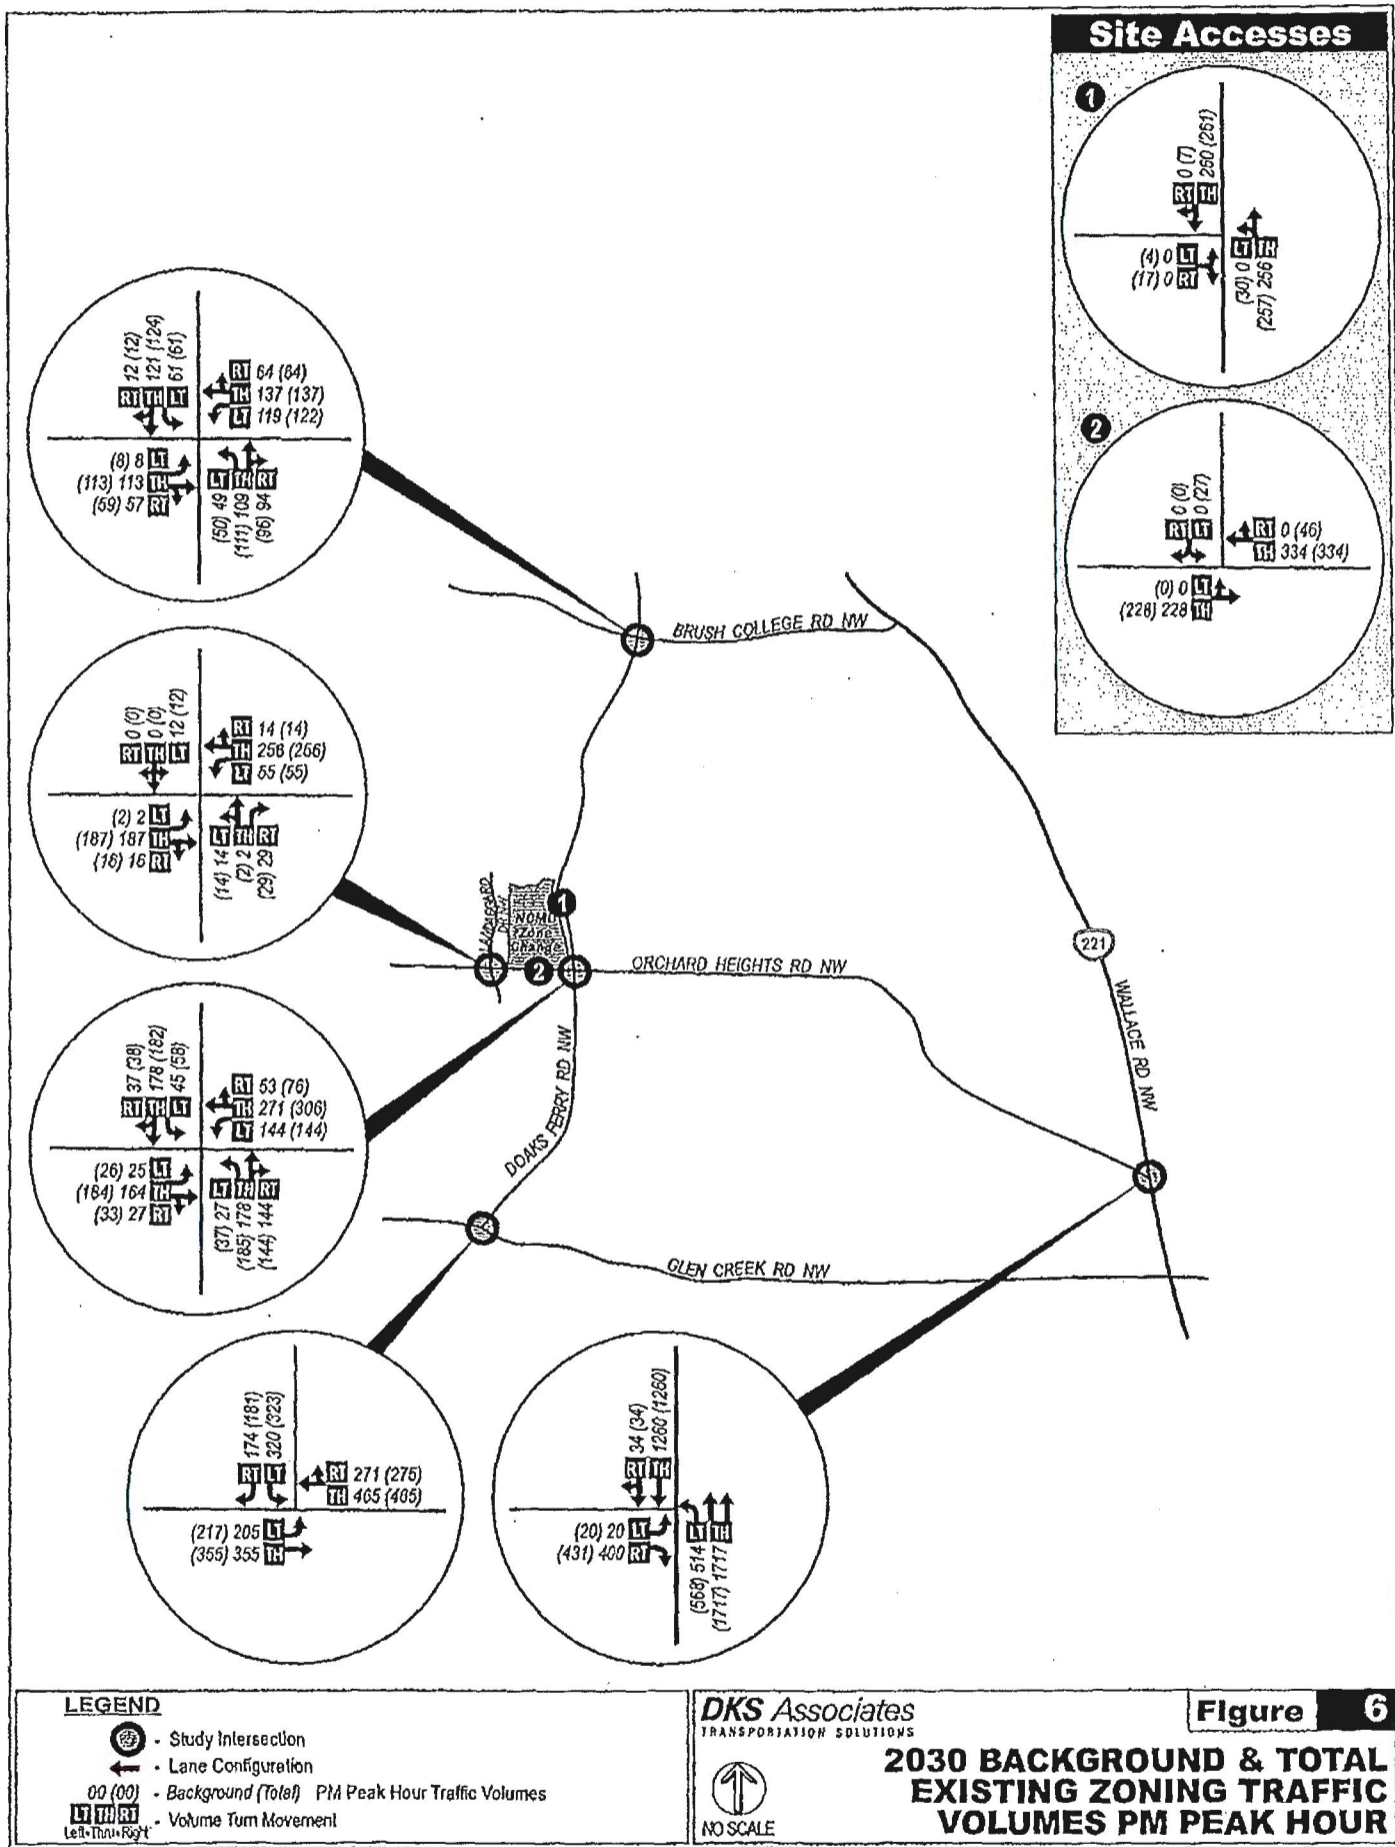 Site Accesses
1
RT 0 (7)
TH 260 (261)
(4) 0 LT
(17) 0 RT
LT TH
(30) 0
(257) 256
2
RT 0 (0)
LT 0 (27)
RT 0 (46)
TH 334 (334)
(0) 0 LT
(228) 228 TH
12 (12)
121 (124)
61 (61)
RT TH LT
RT 64 (64)
TH 137 (137)
LT 119 (122)
(8) 8 LT
(113) 113 TH
(59) 57 RT
LT TH RT
(50) 49
(111) 109
(96) 94
BRUSH COLLEGE RD NW
0 (0)
0 (0)
12 (12)
RT TH LT
RT 14 (14)
TH 256 (256)
LT 55 (55)
(2) 2 LT
(187) 187 TH
(16) 16 RT
LT TH RT
(14) 14
(2) 2
(29) 29
DR NW
NCMU
Zone
Change
1
2
ORCHARD HEIGHTS RD NW
221
WALLACE RD NW
DOAKS FERRY RD NW
37 (38)
178 (182)
45 (58)
RT TH LT
RT 53 (76)
TH 271 (306)
LT 144 (144)
(26) 25 LT
(184) 164 TH
(33) 27 RT
LT TH RT
(37) 27
(185) 178
(144) 144
GLEN CREEK RD NW
174 (181)
320 (323)
RT LT
RT 271 (275)
TH 465 (465)
(217) 205 LT
(355) 355 TH
34 (34)
1260 (1260)
RT TH
(20) 20 LT
(431) 400 RT
LT TH
(568) 514
(1717) 1717
LEGEND
- Study Intersection
- Lane Configuration
00 (00) - Background (Total) PM Peak Hour Traffic Volumes
LT TH RT - Volume Turn Movement
Left•Thru•Right
DKS Associates
TRANSPORTATION SOLUTIONS
NO SCALE
Figure 6
2030 BACKGROUND & TOTAL
EXISTING ZONING TRAFFIC
VOLUMES PM PEAK HOUR